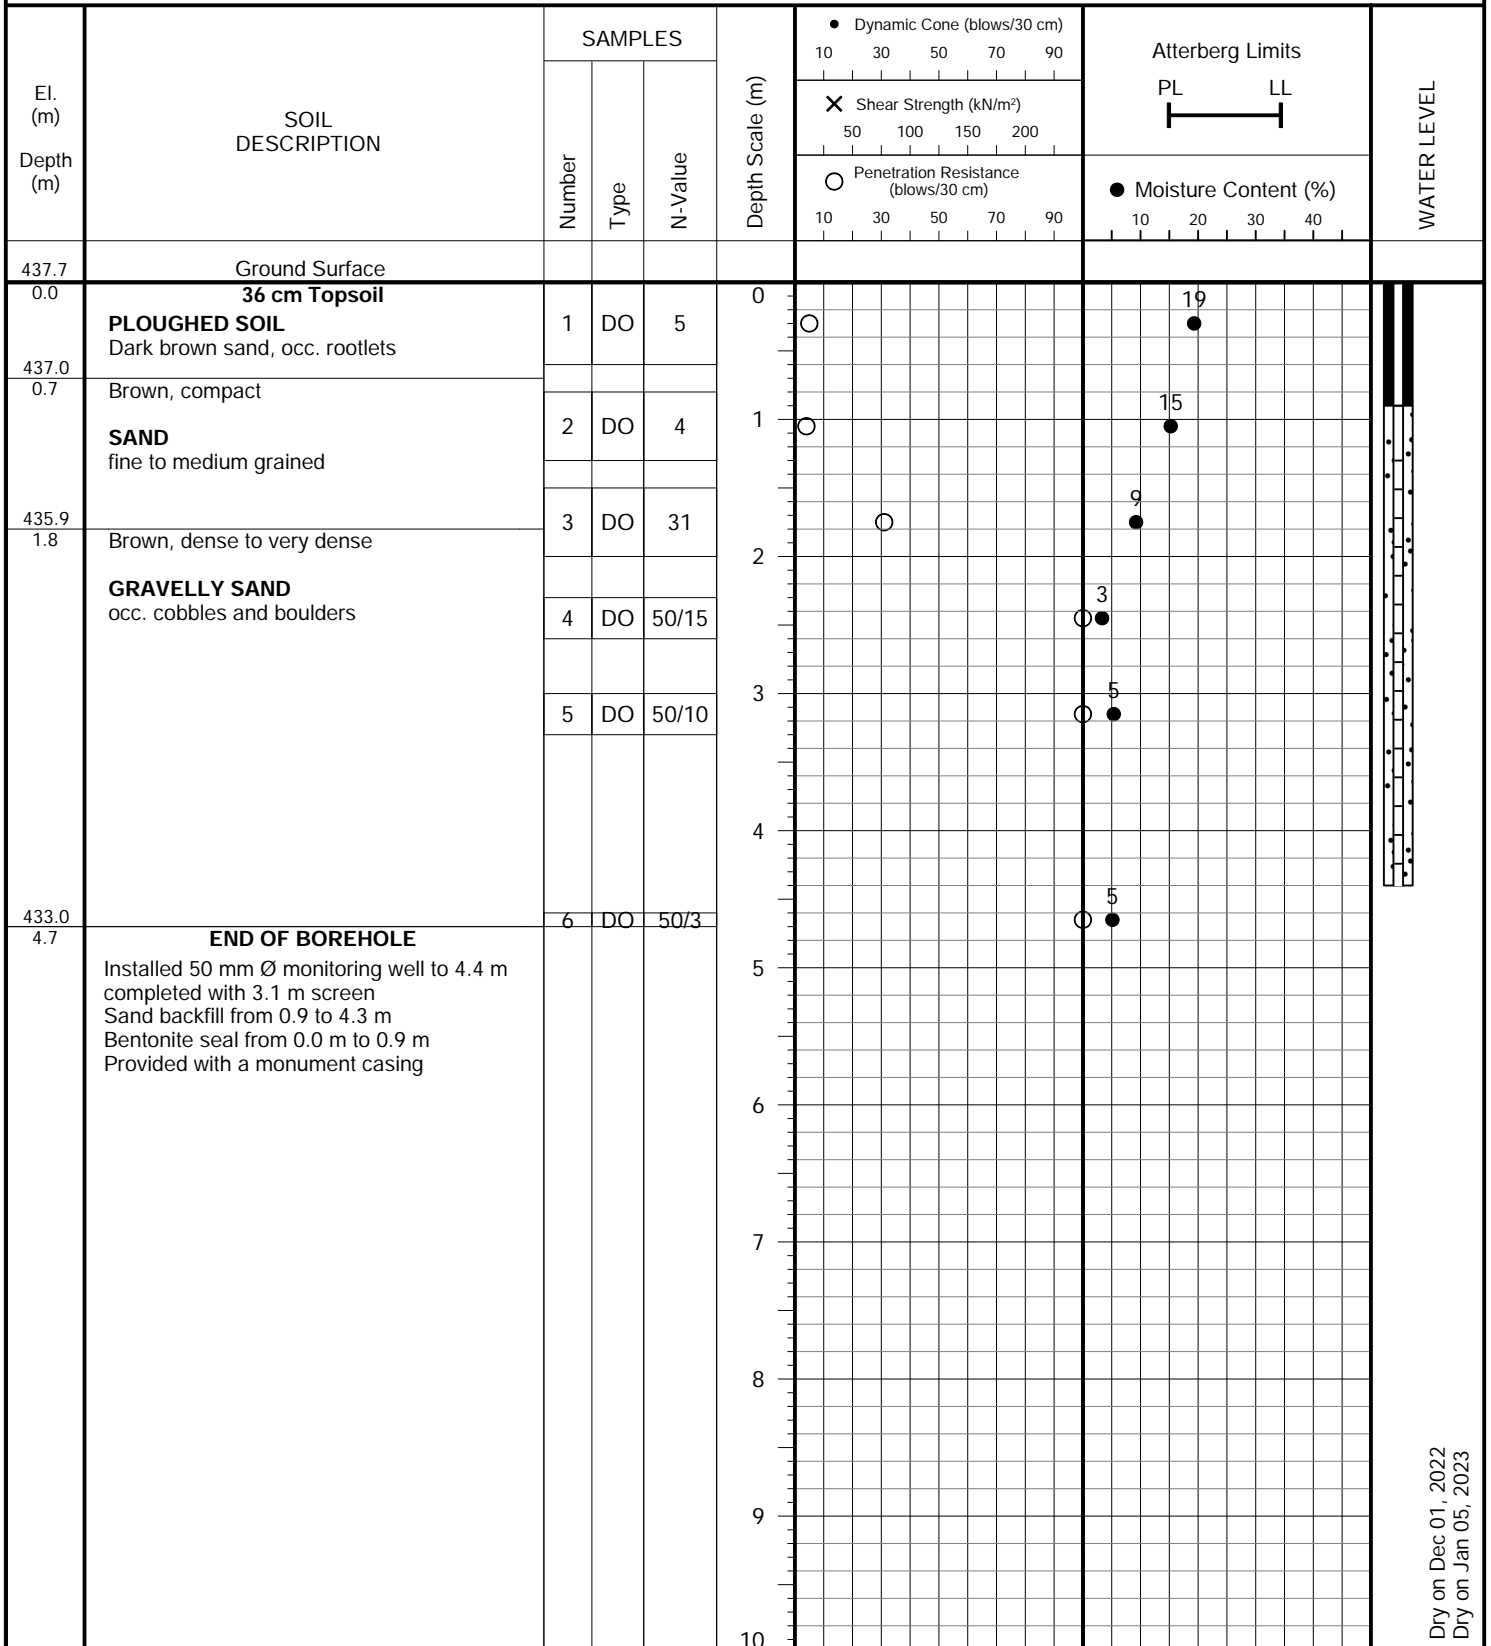 El.
(m)
Depth
(m)
SOIL
DESCRIPTION
SAMPLES
Number
Type
N-Value
Depth Scale (m)
● Dynamic Cone (blows/30 cm)
10 30 50 70 90
✕ Shear Strength (kN/m²)
50 100 150 200
○ Penetration Resistance
(blows/30 cm)
10 30 50 70 90
Atterberg Limits
PL LL
● Moisture Content (%)
10 20 30 40
WATER LEVEL
437.7 Ground Surface
0.0 36 cm Topsoil 0 19
PLOUGHED SOIL 1 DO 5
Dark brown sand, occ. rootlets
437.0
0.7 Brown, compact
15
1
SAND 2 DO 4
fine to medium grained
9
435.9 3 DO 31
1.8 Brown, dense to very dense
2
GRAVELLY SAND 3
occ. cobbles and boulders 4 DO 50/15
3 5
5 DO 50/10
4
5
433.0 6 DO 50/3
4.7 END OF BOREHOLE
Installed 50 mm Ø monitoring well to 4.4 m 5
completed with 3.1 m screen
Sand backfill from 0.9 to 4.3 m
Bentonite seal from 0.0 m to 0.9 m
Provided with a monument casing
6
7
8
9
10
Dry on Dec 01, 2022
Dry on Jan 05, 2023